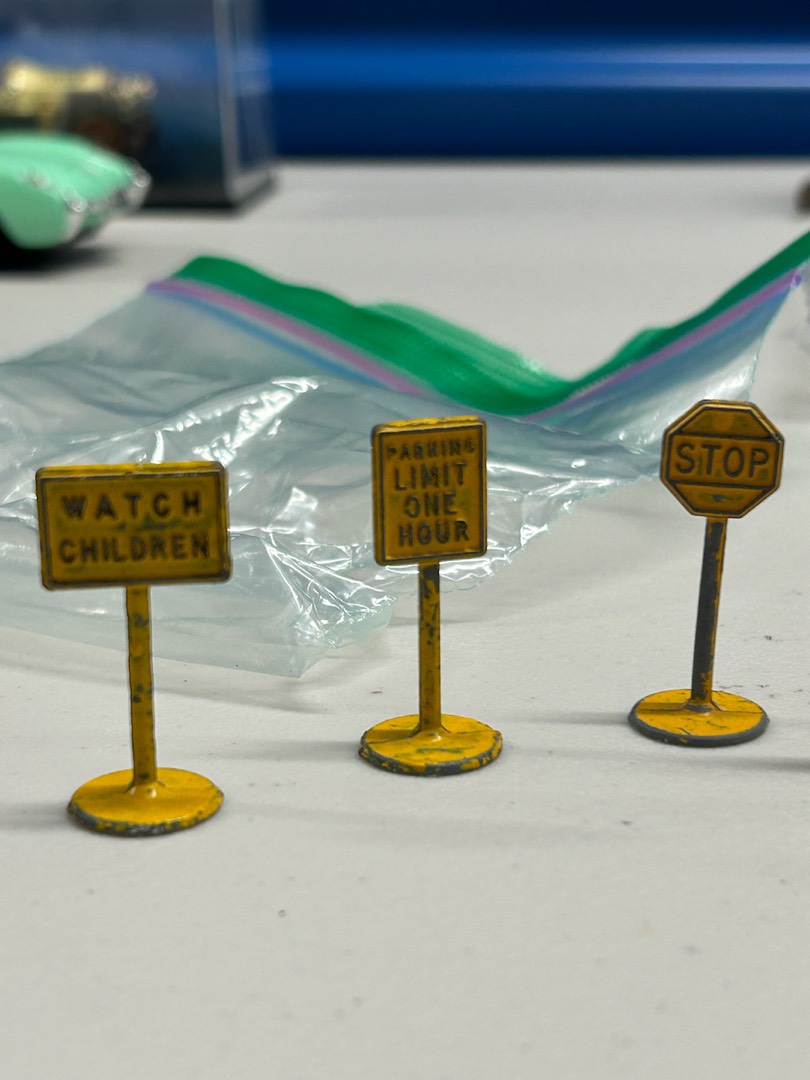 WATCH
CHILDREN
PARKING
LIMIT
ONE
HOUR
STOP